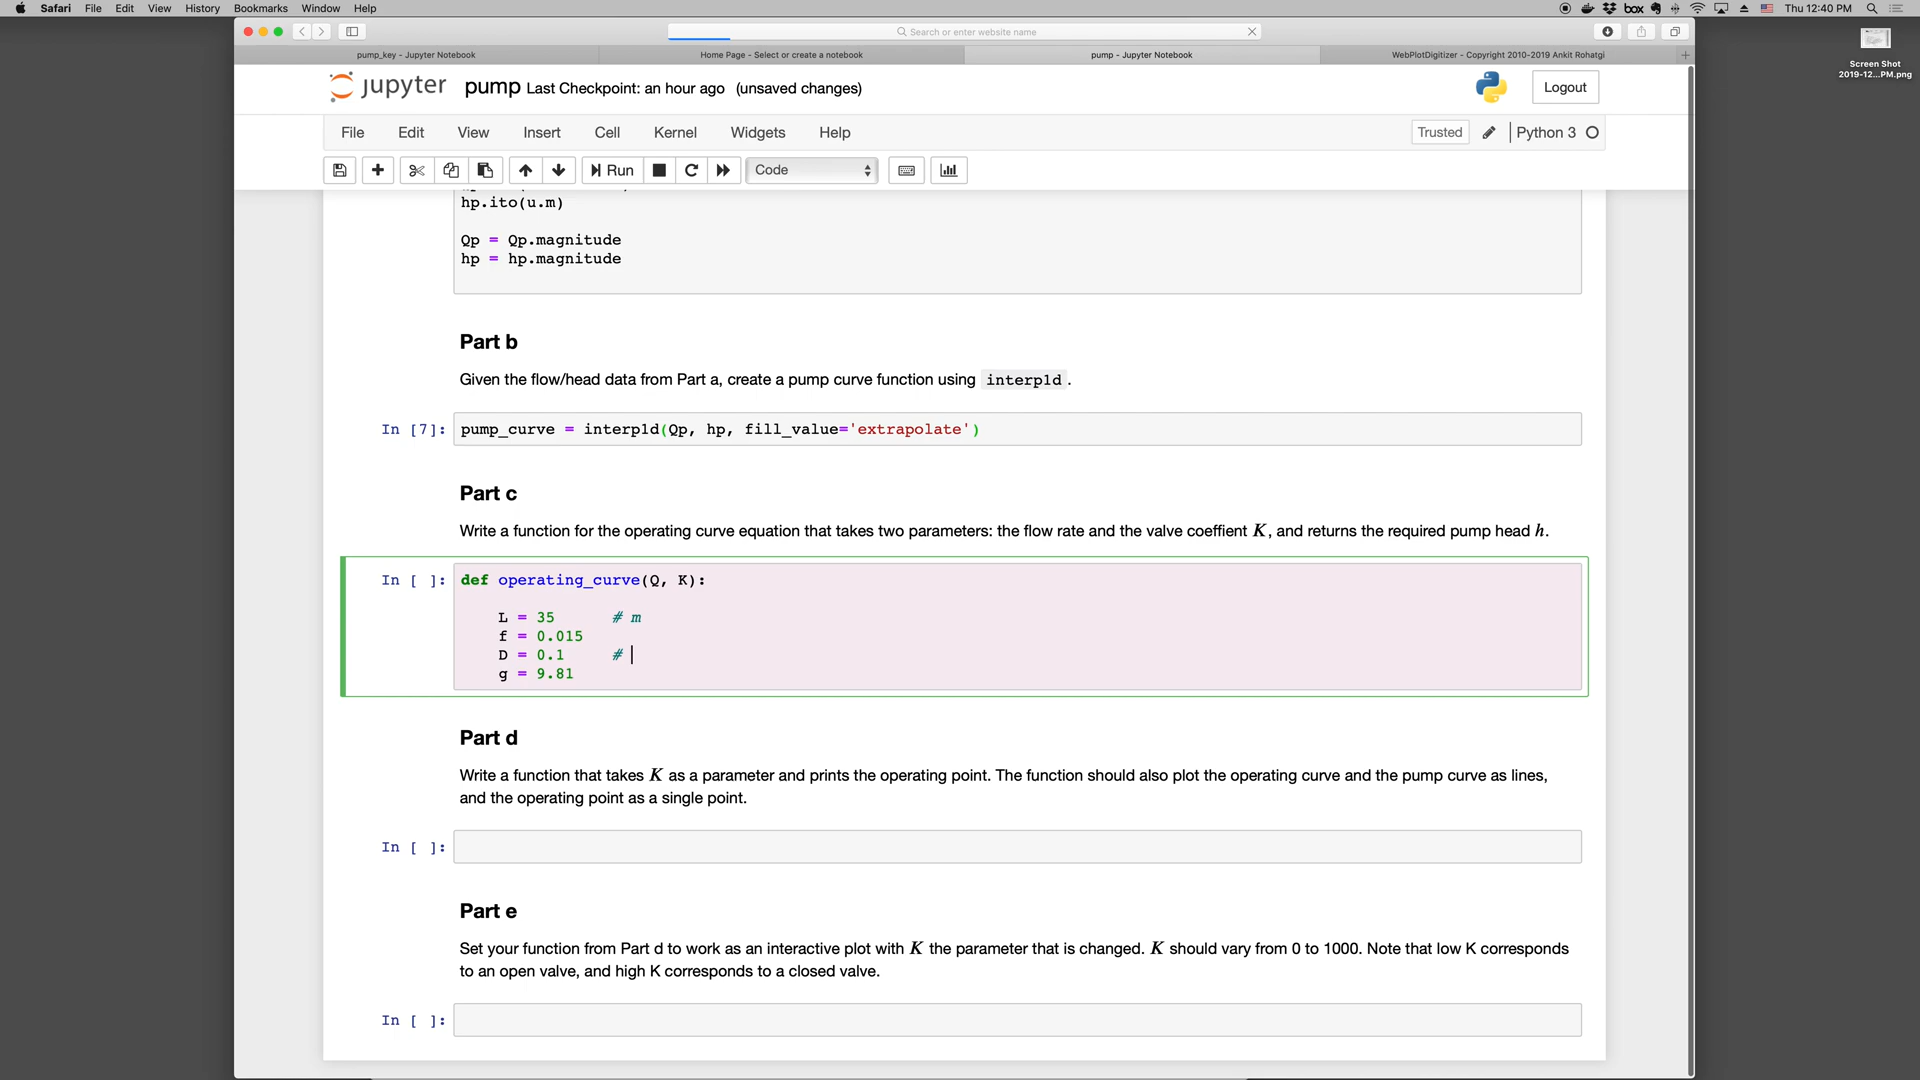 Safari File Edit View History Bookmarks Window Help box Thu 12:40 PM
Search or enter website name
pump_key - Jupyter Notebook Home Page - Select or create a notebook pump - Jupyter Notebook WebPlotDigitizer - Copyright 2010-2019 Ankit Rohatgi
Screen Shot
2019-12...PM.png
jupyter pump Last Checkpoint: an hour ago (unsaved changes) Logout
File Edit View Insert Cell Kernel Widgets Help Trusted Python 3
Run Code
hp.ito(u.m)
Qp = Qp.magnitude
hp = hp.magnitude
Part b
Given the flow/head data from Part a, create a pump curve function using interp1d.
In [7]: pump_curve = interp1d(Qp, hp, fill_value='extrapolate')
Part c
Write a function for the operating curve equation that takes two parameters: the flow rate and the valve coeffient K, and returns the required pump head h.
In [ ]: def operating_curve(Q, K):
L = 35 # m
f = 0.015
D = 0.1 #
g = 9.81
Part d
Write a function that takes K as a parameter and prints the operating point. The function should also plot the operating curve and the pump curve as lines,
and the operating point as a single point.
In [ ]:
Part e
Set your function from Part d to work as an interactive plot with K the parameter that is changed. K should vary from 0 to 1000. Note that low K corresponds
to an open valve, and high K corresponds to a closed valve.
In [ ]: